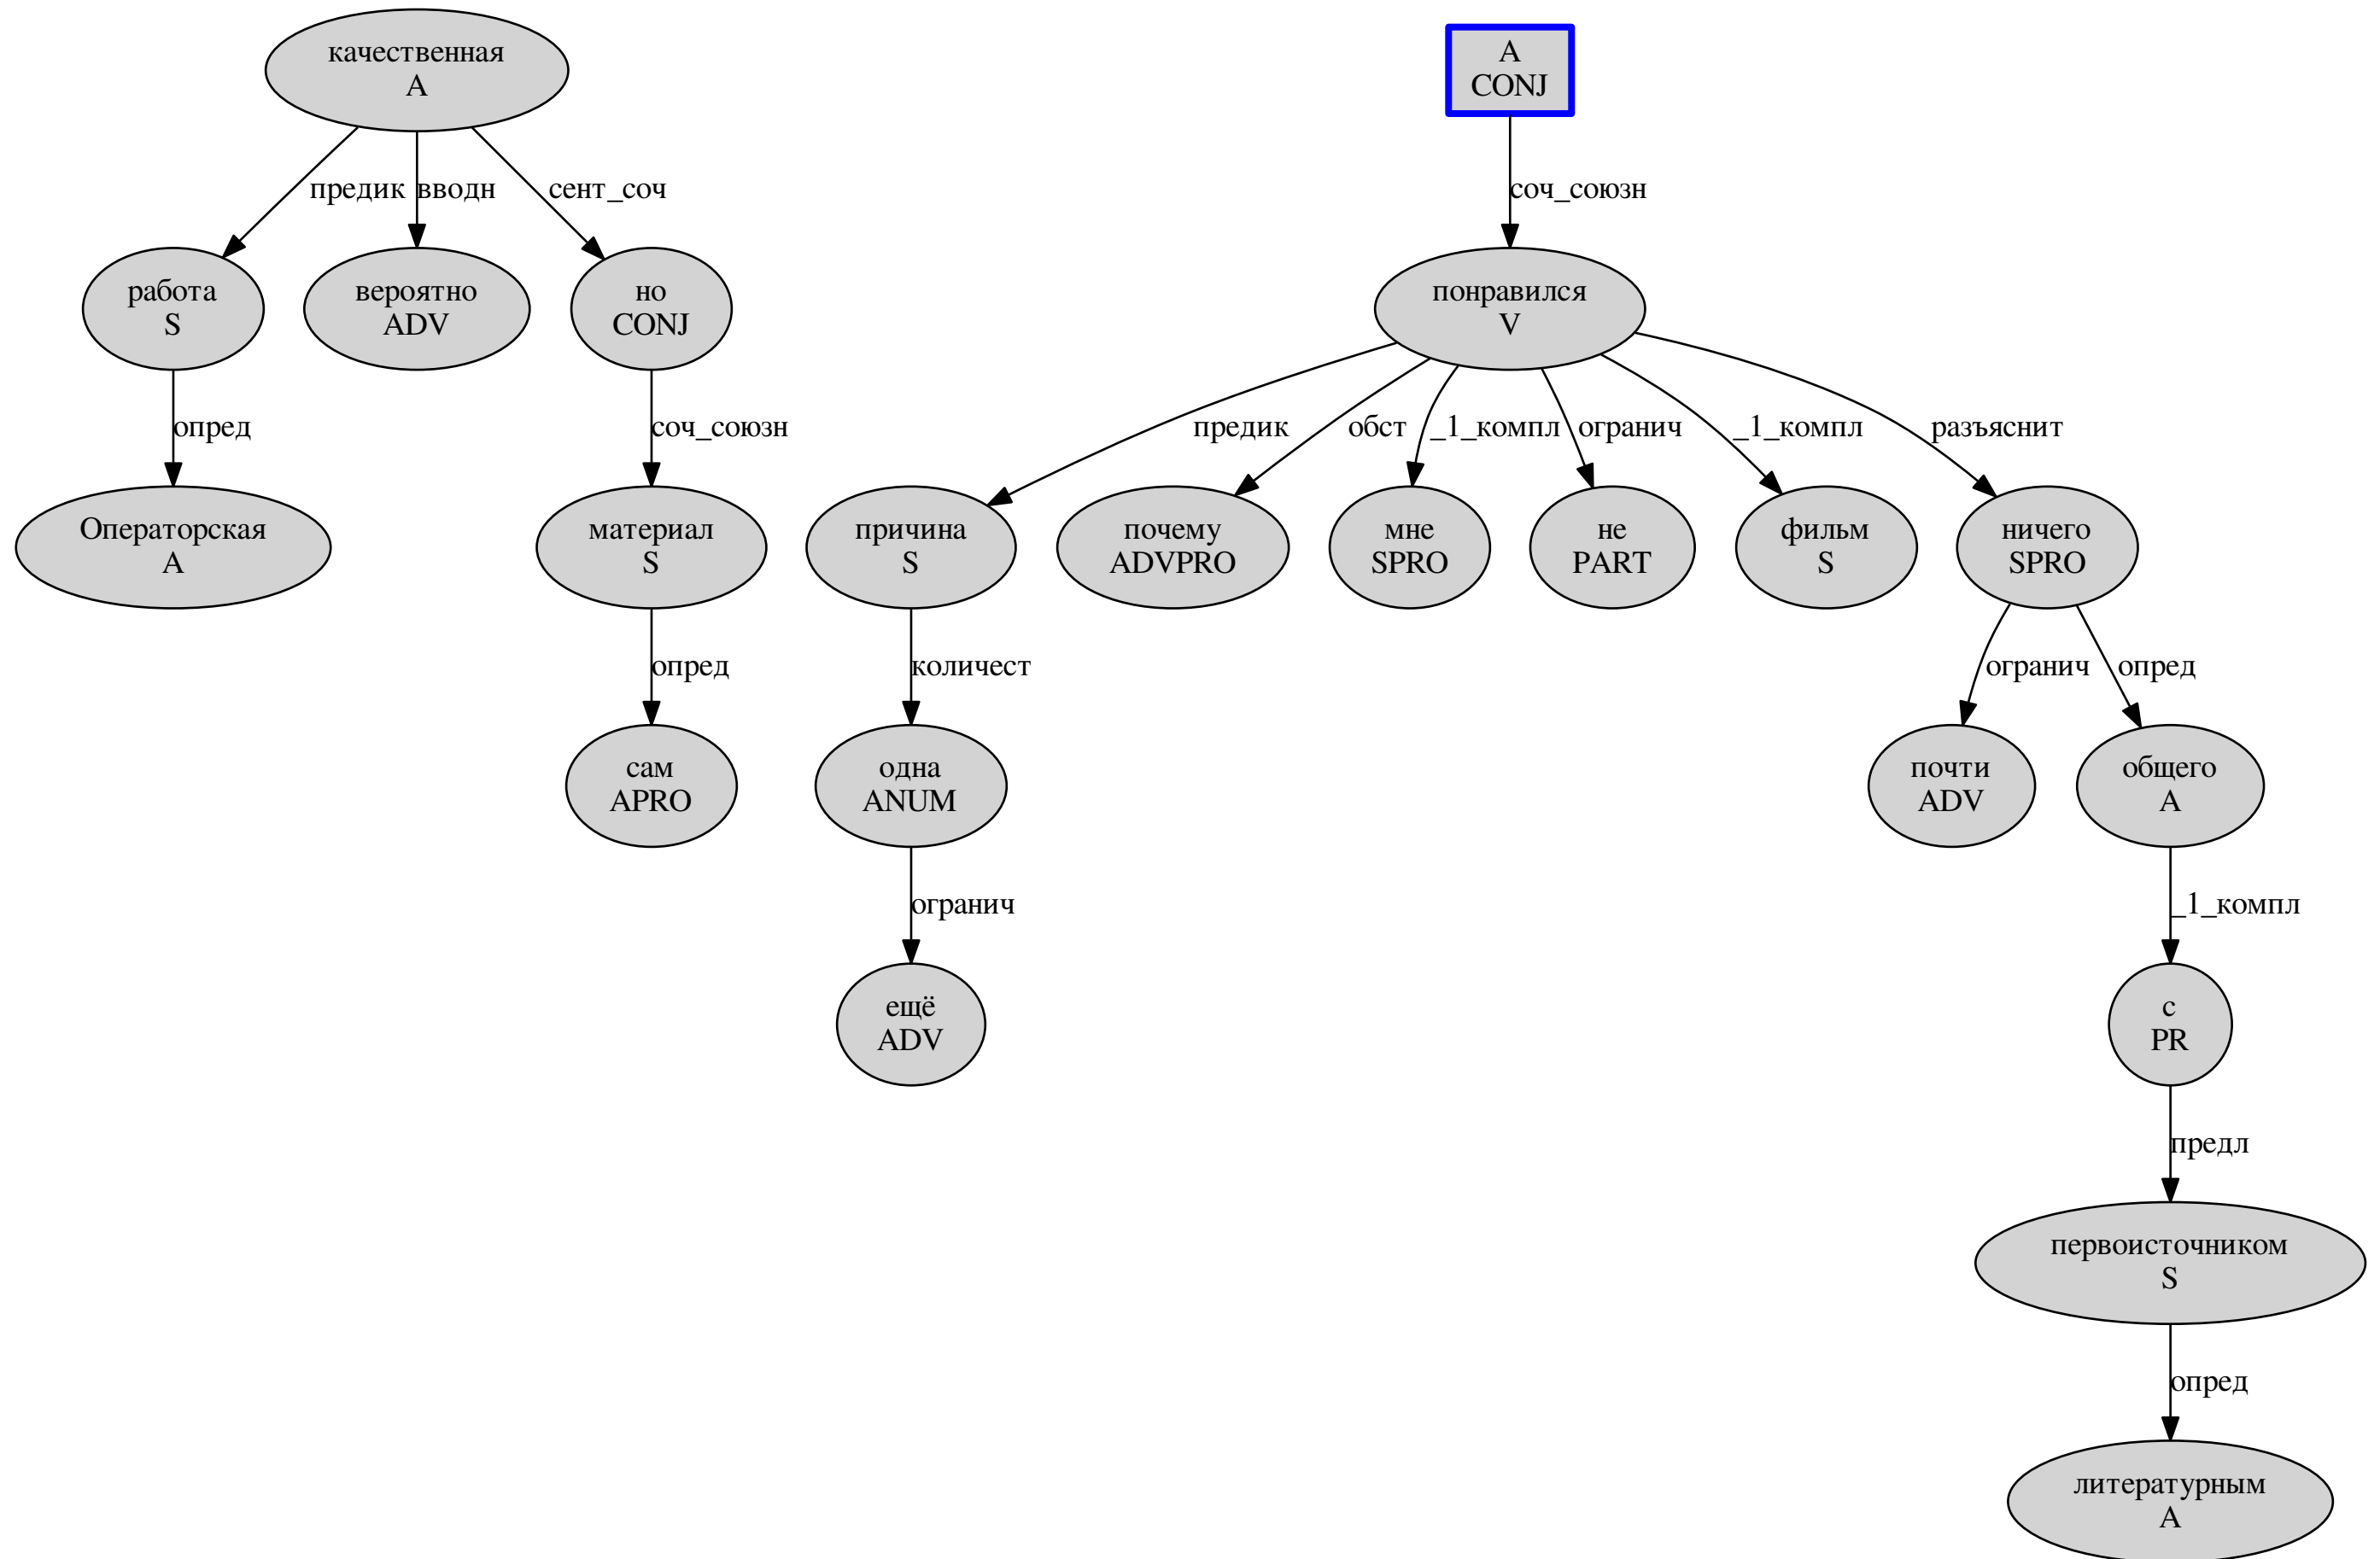 качественная
A
А
CONJ
предик
вводн
сент_соч
соч_союзн
работа
S
вероятно
ADV
но
CONJ
понравился
V
опред
соч_союзн
предик
обст
_1_компл
огранич
_1_компл
разъяснит
Операторская
A
материал
S
причина
S
почему
ADVPRO
мне
SPRO
не
PART
фильм
S
ничего
SPRO
опред
количест
огранич
опред
сам
APRO
одна
ANUM
почти
ADV
общего
A
огранич
_1_компл
ещё
ADV
с
PR
предл
первоисточником
S
опред
литературным
A